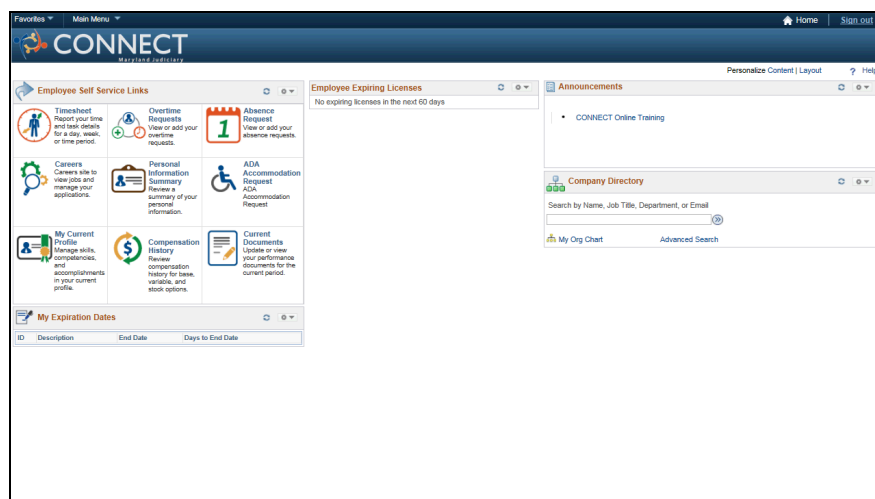 Favorites Main Menu Home Sign out
CONNECT
Maryland Judiciary
Personalize Content | Layout ? Help
Employee Self Service Links
Timesheet
Report your time
and task details
for a day, week,
or time period.
Overtime
Requests
View or add your
overtime
requests.
Absence
Request
View or add your
absence requests.
1
Careers
Careers site to
view jobs and
manage your
applications.
Personal
Information
Summary
Review a
summary of your
personal
information.
ADA
Accommodation
Request
ADA
Accommodation
Request
My Current
Profile
Manage skills,
competencies,
and
accomplishments
in your current
profile.
Compensation
History
Review
compensation
history for base,
variable, and
stock options.
$
Current
Documents
Update or view
your performance
documents for the
current period.
My Expiration Dates
ID Description End Date Days to End Date
Employee Expiring Licenses
No expiring licenses in the next 60 days
Announcements
• CONNECT Online Training
Company Directory
Search by Name, Job Title, Department, or Email
My Org Chart Advanced Search